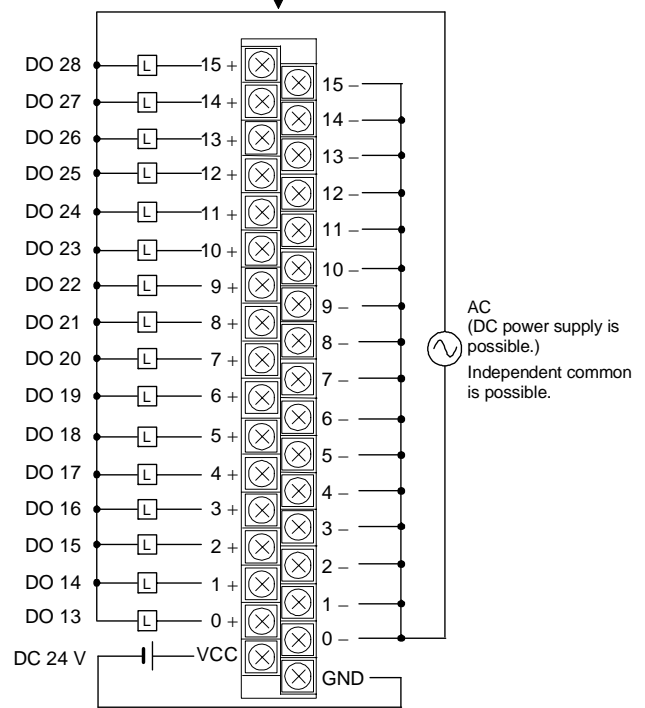 DO 28 L 15 +
15 –
DO 27 L 14 +
14 –
DO 26 L 13 +
13 –
DO 25 L 12 +
12 –
DO 24 L 11 +
11 –
DO 23 L 10 +
10 –
DO 22 L 9 +
9 –
DO 21 L 8 +
8 –
DO 20 L 7 +
7 –
DO 19 L 6 +
6 –
DO 18 L 5 +
5 –
DO 17 L 4 +
4 –
DO 16 L 3 +
3 –
DO 15 L 2 +
2 –
DO 14 L 1 +
1 –
DO 13 L 0 +
0 –
DC 24 V VCC
GND
AC
(DC power supply is
possible.)
Independent common
is possible.